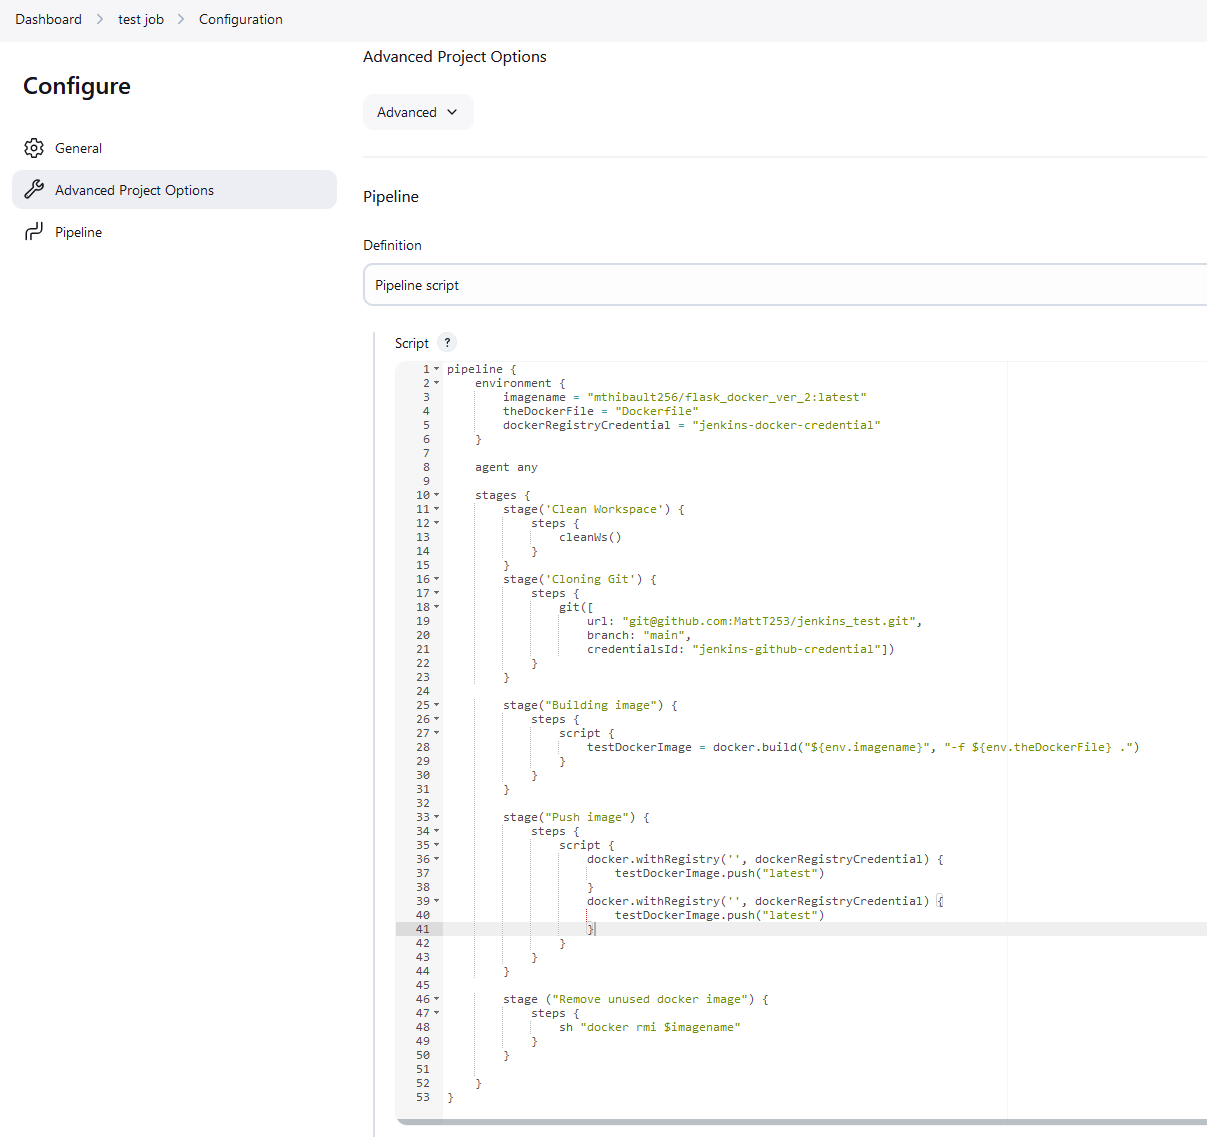 Dashboard > test job > Configuration
Configure
General
Advanced Project Options
Pipeline
Advanced Project Options
Advanced
Pipeline
Definition
Pipeline script
Script ?
1 pipeline {
2     environment {
3         imagename = "mthibault256/flask_docker_ver_2:latest"
4         theDockerFile = "Dockerfile"
5         dockerRegistryCredential = "jenkins-docker-credential"
6     }
7
8     agent any
9
10     stages {
11         stage('Clean Workspace') {
12             steps {
13                 cleanWs()
14             }
15         }
16         stage('Cloning Git') {
17             steps {
18                 git([
19                     url: "git@github.com:MattT253/jenkins_test.git",
20                     branch: "main",
21                     credentialsId: "jenkins-github-credential"])
22             }
23         }
24
25         stage("Building image") {
26             steps {
27                 script {
28                     testDockerImage = docker.build("${env.imagename}", "-f ${env.theDockerFile} .")
29                 }
30             }
31         }
32
33         stage("Push image") {
34             steps {
35                 script {
36                     docker.withRegistry('', dockerRegistryCredential) {
37                         testDockerImage.push("latest")
38                     }
39                     docker.withRegistry('', dockerRegistryCredential) {
40                         testDockerImage.push("latest")
41                     }
42                 }
43             }
44         }
45
46         stage ("Remove unused docker image") {
47             steps {
48                 sh "docker rmi $imagename"
49             }
50         }
51
52     }
53 }